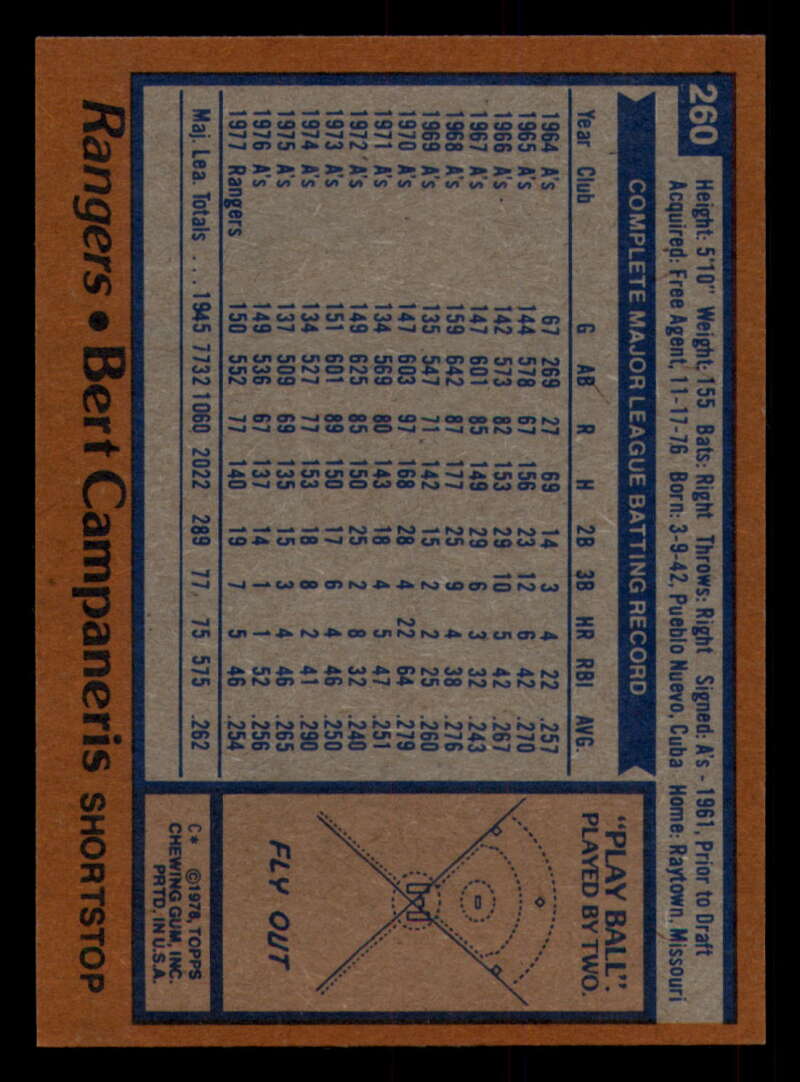 260
Height: 5'10" Weight: 155 Bats: Right Throws: Right Signed: A's - 1961, Prior to Draft
Acquired: Free Agent, 11-17-76 Born: 3-9-42, Pueblo Nuevo, Cuba Home: Raytown, Missouri
COMPLETE MAJOR LEAGUE BATTING RECORD
Year Club G AB R H 2B 3B HR RBI AVG.
1964 A's 67 269 27 69 14 3 4 22 .257
1965 A's 144 578 67 156 23 12 6 42 .270
1966 A's 142 573 82 153 29 10 5 42 .267
1967 A's 147 601 85 149 29 6 3 32 .243
1968 A's 159 642 87 177 25 9 4 38 .276
1969 A's 135 547 71 142 15 2 2 25 .260
1970 A's 147 603 97 168 28 4 22 64 .279
1971 A's 134 569 80 143 18 4 5 47 .251
1972 A's 149 625 85 150 25 2 8 32 .240
1973 A's 151 601 89 150 17 6 4 46 .250
1974 A's 134 527 77 153 18 8 2 41 .290
1975 A's 137 509 69 135 15 3 4 46 .265
1976 A's 149 536 67 137 14 1 1 52 .256
1977 Rangers 150 552 77 140 19 7 5 46 .254
Maj. Lea. Totals . . . 1945 7732 1060 2022 289 77 75 575 .262
"PLAY BALL".
PLAYED BY TWO.
FLY OUT
C* ©1978, TOPPS
CHEWING GUM, INC.
PRTD. IN U.S.A.
Rangers • Bert Campaneris SHORTSTOP